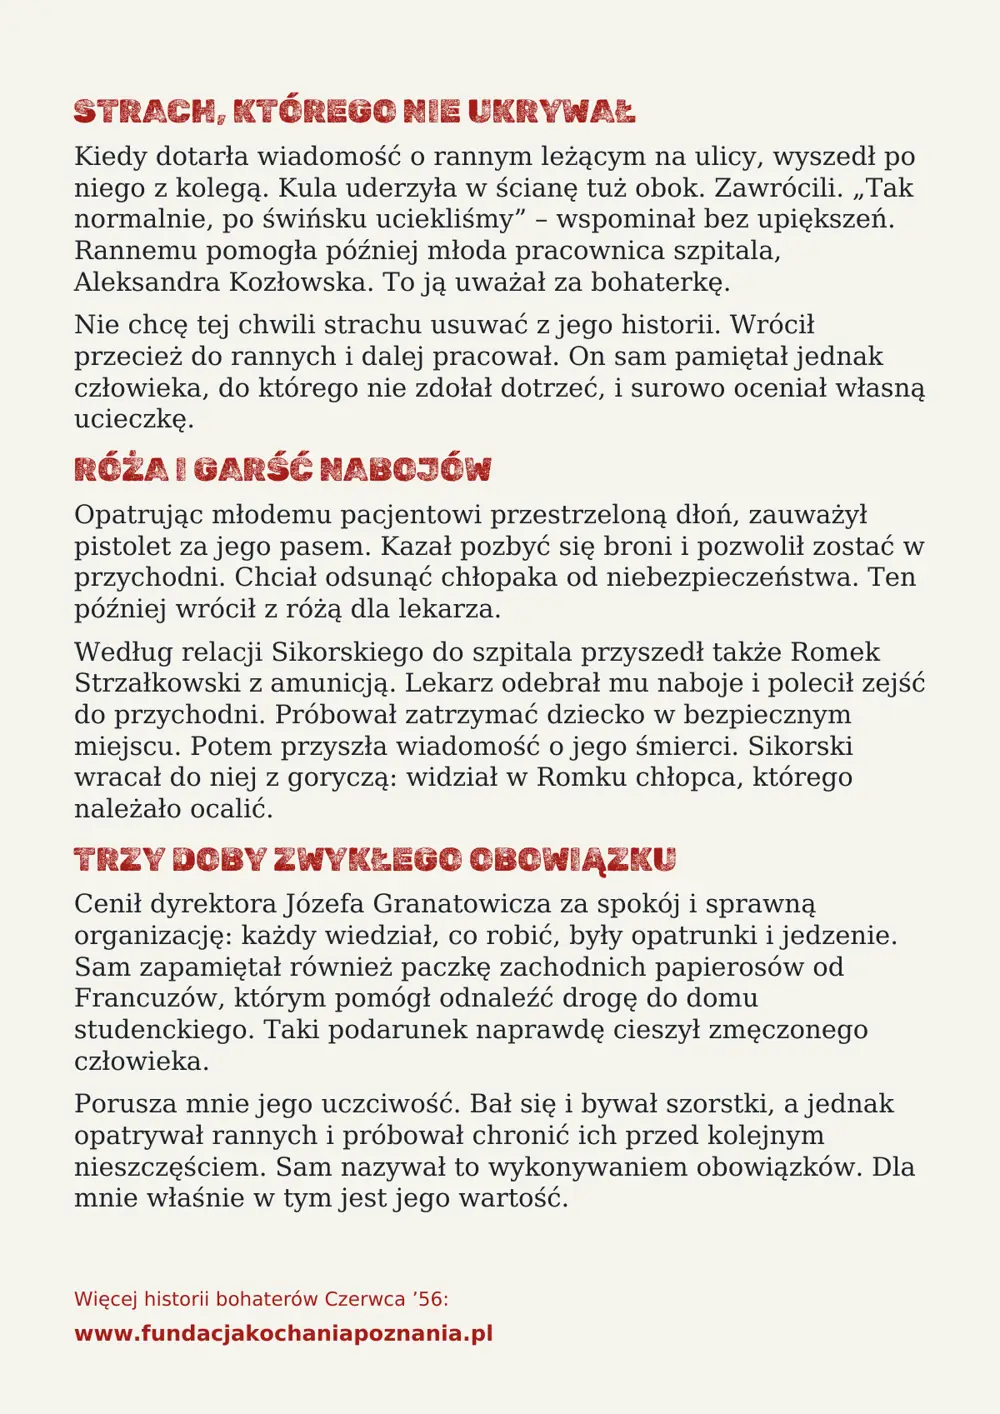 STRACH, KTÓREGO NIE UKRYWAŁ
Kiedy dotarła wiadomość o rannym leżącym na ulicy, wyszedł po
niego z kolegą. Kula uderzyła w ścianę tuż obok. Zawrócili. „Tak
normalnie, po świńsku uciekliśmy” – wspominał bez upiększeń.
Rannemu pomogła później młoda pracownica szpitala,
Aleksandra Kozłowska. To ją uważał za bohaterkę.
Nie chcę tej chwili strachu usuwać z jego historii. Wrócił
przecież do rannych i dalej pracował. On sam pamiętał jednak
człowieka, do którego nie zdołał dotrzeć, i surowo oceniał własną
ucieczkę.
RÓŻA I GARŚĆ NABOJÓW
Opatrując młodemu pacjentowi przestrzeloną dłoń, zauważył
pistolet za jego pasem. Kazał pozbyć się broni i pozwolił zostać w
przychodni. Chciał odsunąć chłopaka od niebezpieczeństwa. Ten
później wrócił z różą dla lekarza.
Według relacji Sikorskiego do szpitala przyszedł także Romek
Strzałkowski z amunicją. Lekarz odebrał mu naboje i polecił zejść
do przychodni. Próbował zatrzymać dziecko w bezpiecznym
miejscu. Potem przyszła wiadomość o jego śmierci. Sikorski
wracał do niej z goryczą: widział w Romku chłopca, którego
należało ocalić.
TRZY DOBY ZWYKŁEGO OBOWIĄZKU
Cenił dyrektora Józefa Granatowicza za spokój i sprawną
organizację: każdy wiedział, co robić, były opatrunki i jedzenie.
Sam zapamiętał również paczkę zachodnich papierosów od
Francuzów, którym pomógł odnaleźć drogę do domu
studenckiego. Taki podarunek naprawdę cieszył zmęczonego
człowieka.
Porusza mnie jego uczciwość. Bał się i bywał szorstki, a jednak
opatrywał rannych i próbował chronić ich przed kolejnym
nieszczęściem. Sam nazywał to wykonywaniem obowiązków. Dla
mnie właśnie w tym jest jego wartość.
Więcej historii bohaterów Czerwca ’56:
www.fundacjakochaniapoznania.pl